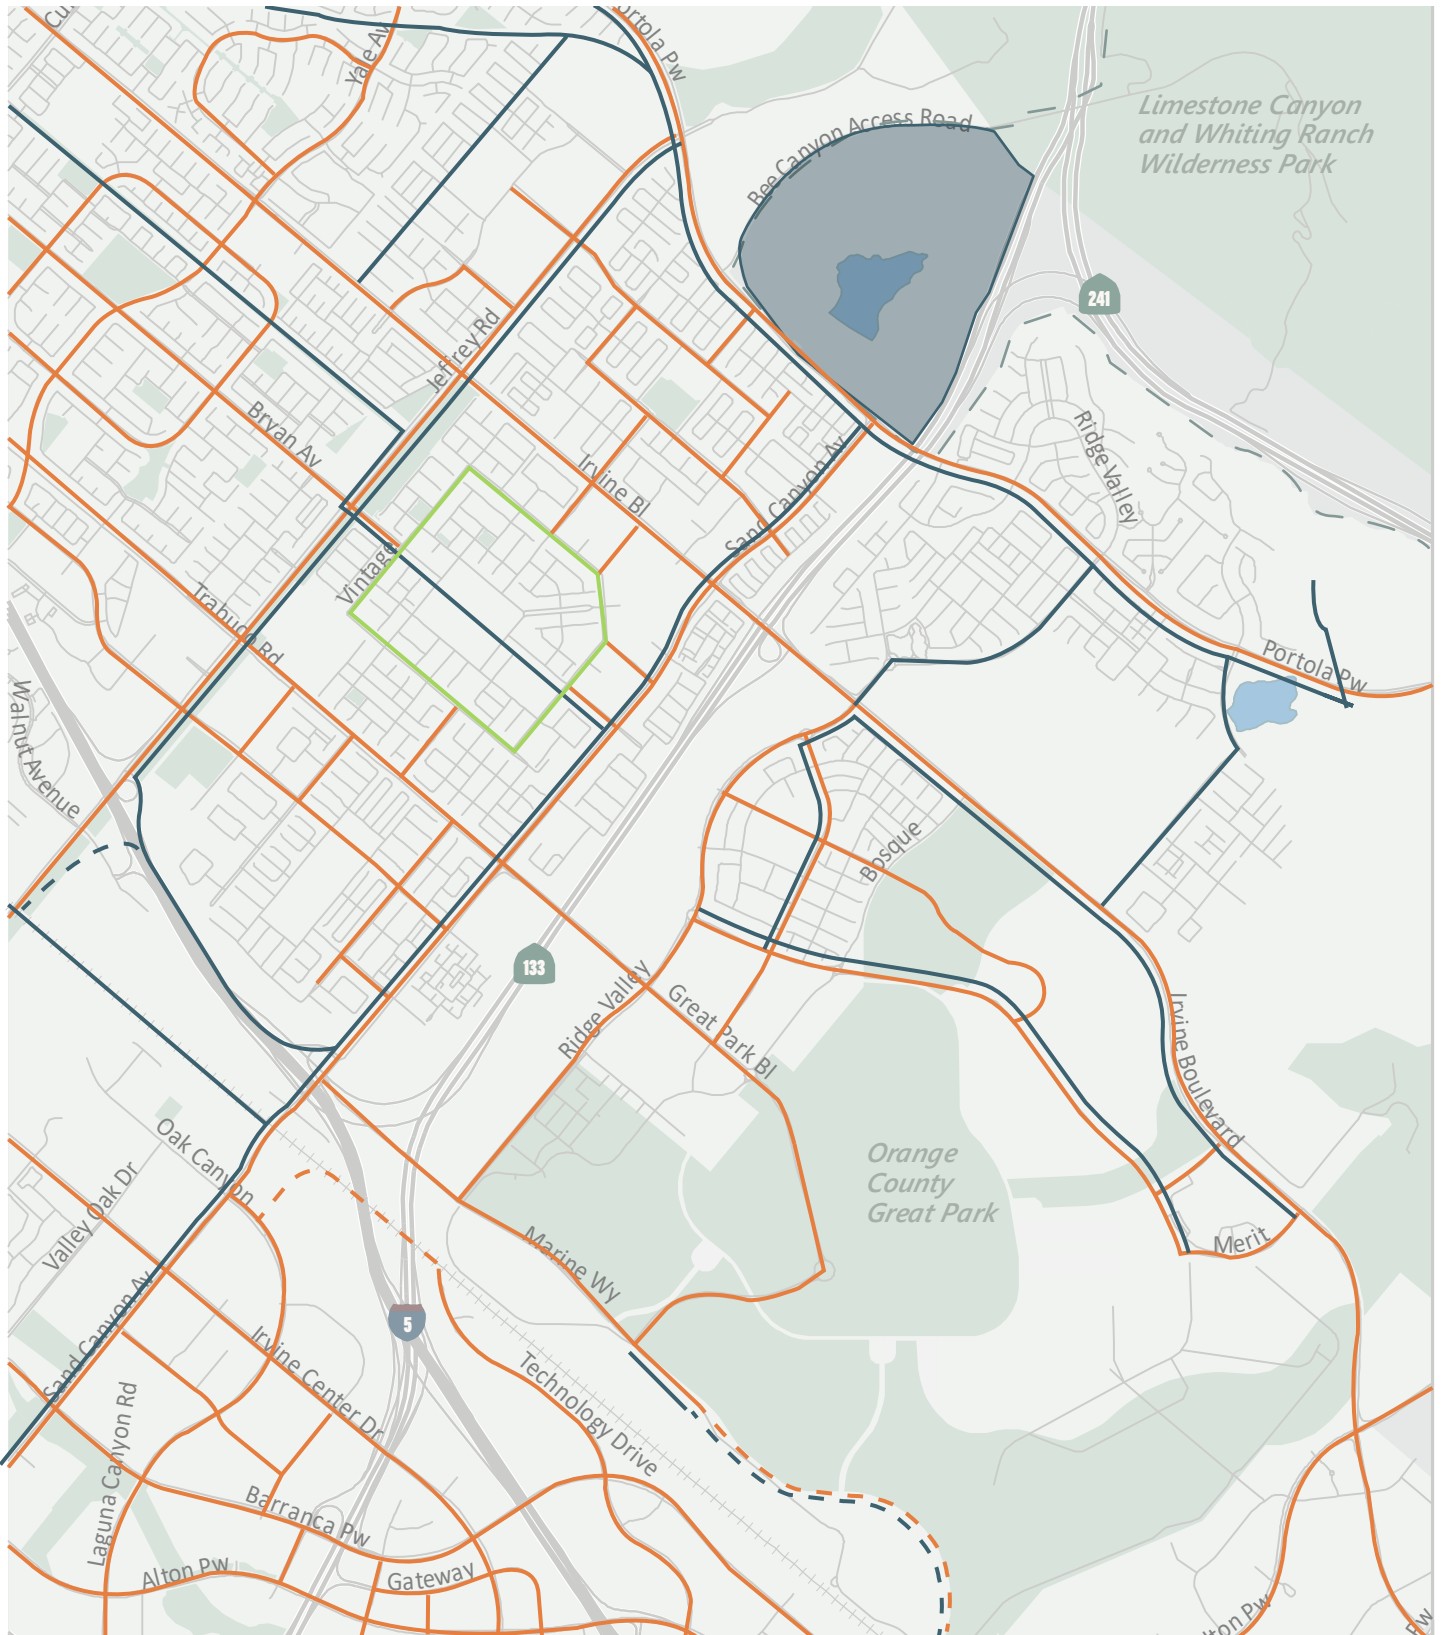 Yale Av
Portola Pw
Bee Canyon Access Road
Limestone Canyon
and Whiting Ranch
Wilderness Park
241
Jeffrey Rd
Bryan Av
Irvine Bl
Sand Canyon Av
Ridge Valley
Vintage
Trabuco Rd
Portola Pw
Walnut Avenue
Bosque
133
Ridge Valley
Great Park Bl
Irvine Boulevard
Oak Canyon
Valley Oak Dr
Orange
County
Great Park
Marine Wy
Merit
Sand Canyon Av
5
Irvine Center Dr
Technology Drive
Laguna Canyon Rd
Barranca Pw
Alton Pw
Gateway
lton Pw
Pw